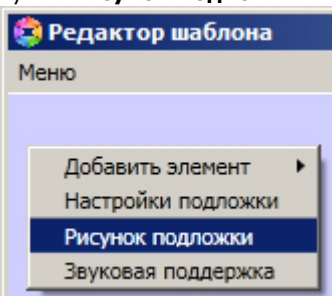 Редактор шаблона
Меню
Добавить элемент
Настройки подложки
Рисунок подложки
Звуковая поддержка